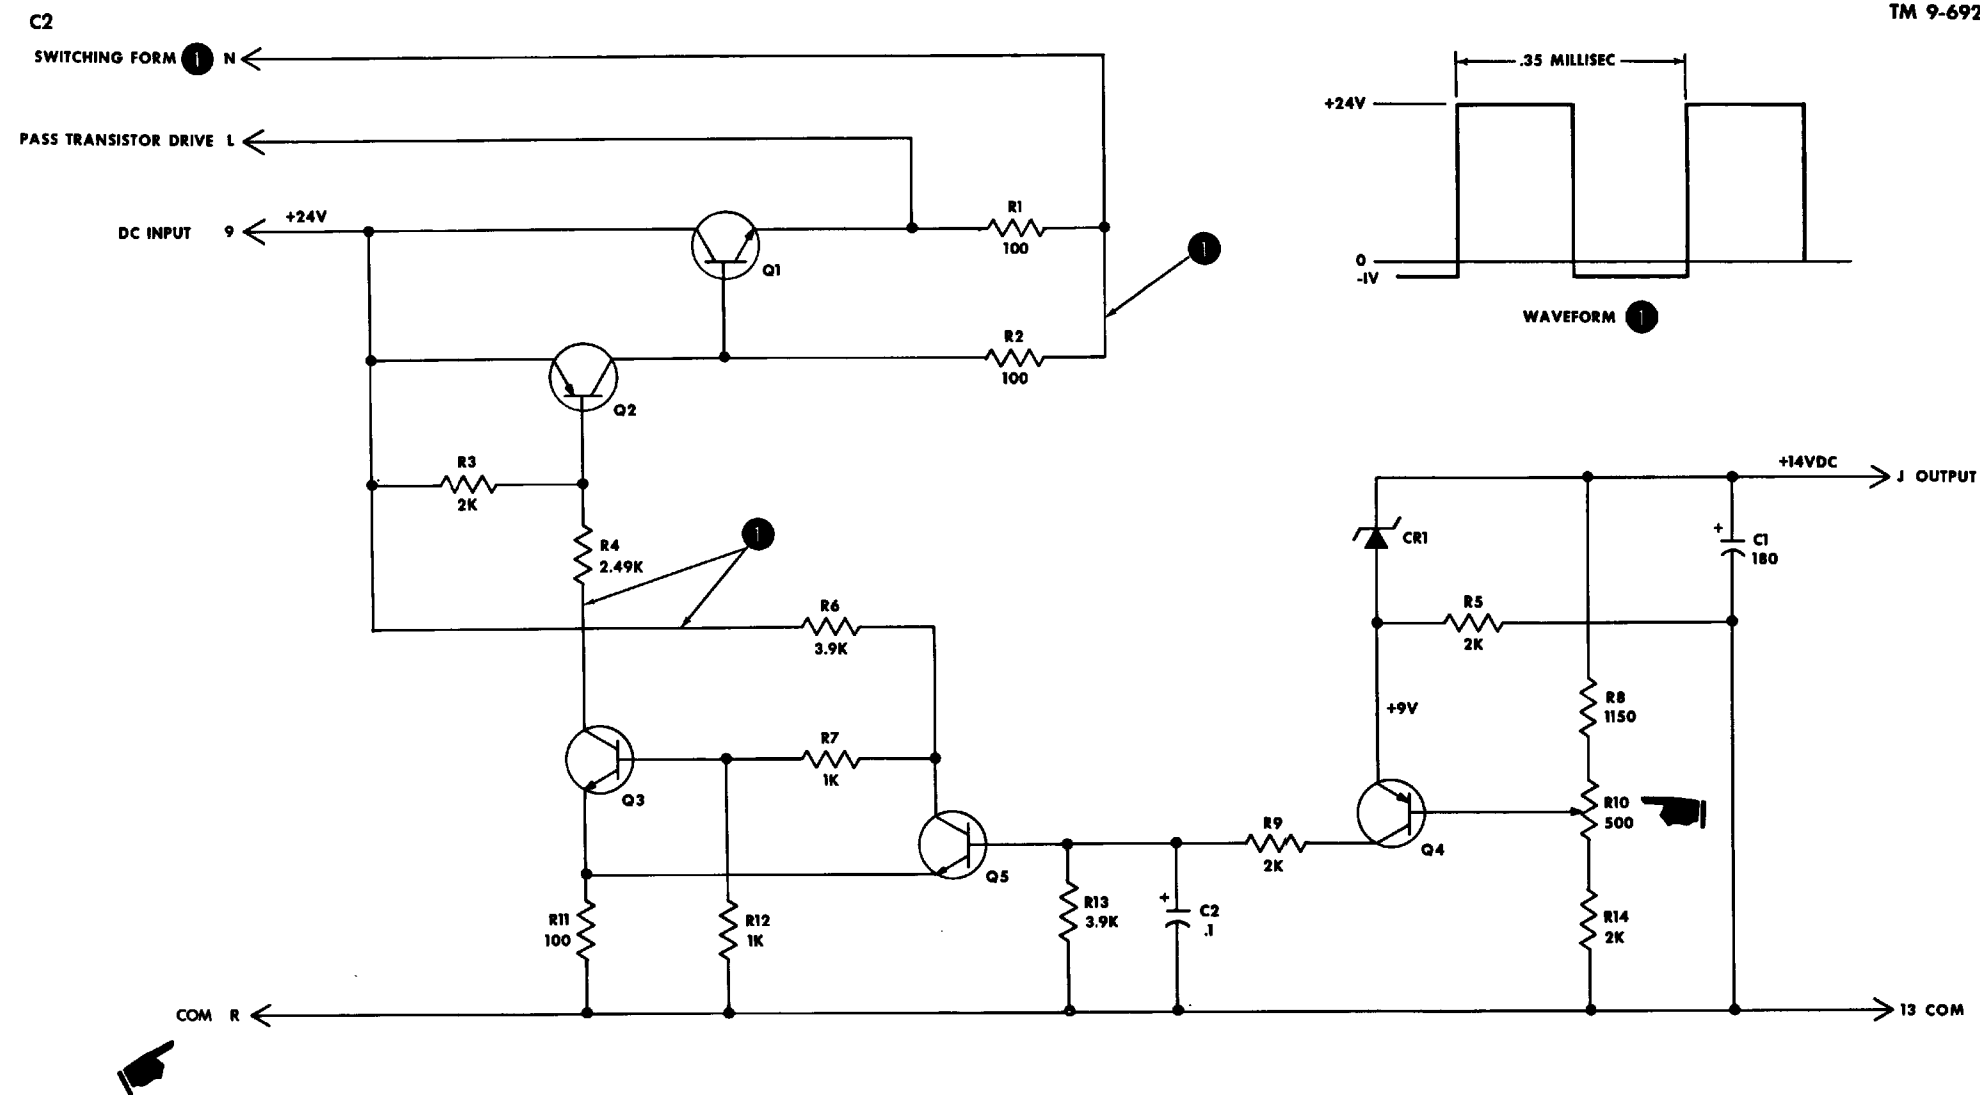 C2
TM 9-692
SWITCHING FORM 1 N
.35 MILLISEC
+24V
PASS TRANSISTOR DRIVE L
DC INPUT 9
+24V
R1
100
Q1
1
0
-1V
WAVEFORM 1
R2
100
Q2
R3
2K
+14VDC
J OUTPUT
1
R4
2.49K
CR1
+
C1
180
R6
3.9K
R5
2K
+9V
R8
1150
R7
1K
Q3
R10
500
R9
2K
Q4
Q5
R11
100
R12
1K
R13
3.9K
+
C2
.1
R14
2K
COM R
13 COM